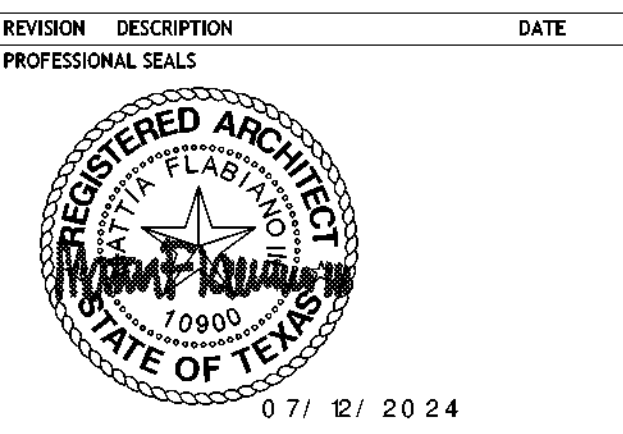 REVISION DESCRIPTION DATE
PROFESSIONAL SEALS
REGISTERED ARCHITECT
MATTIA FLABIANO III
10900
STATE OF TEXAS
07/12/2024